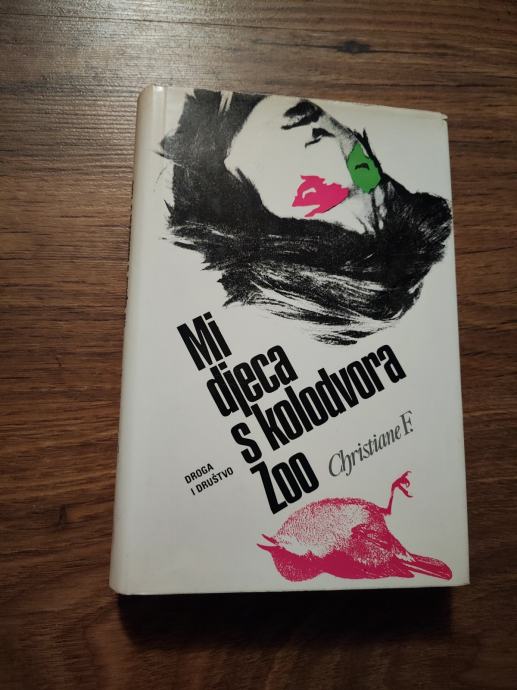 Mi
djeca
s kolodvora
Zoo
Christiane F.
DROGA
I DRUŠTVO